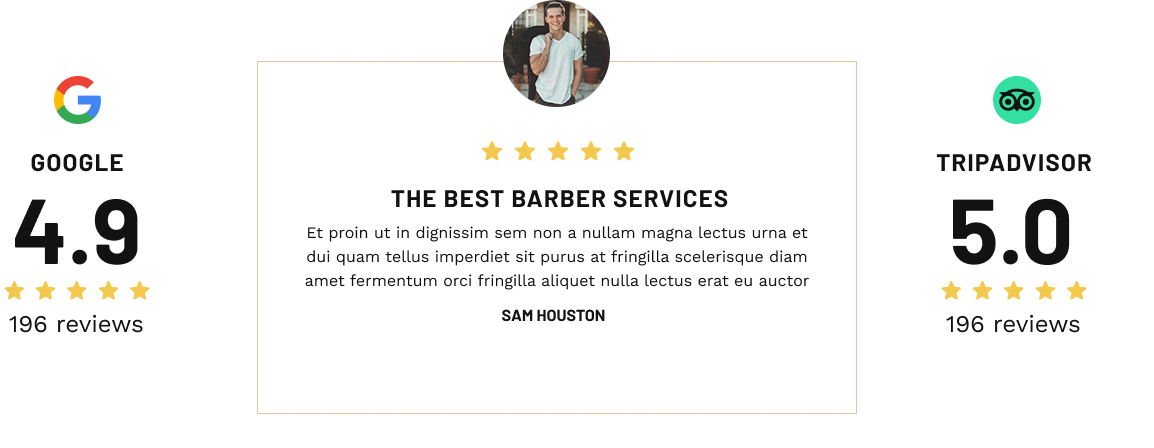 GOOGLE
4.9
196 reviews
THE BEST BARBER SERVICES
Et proin ut in dignissim sem non a nullam magna lectus urna et
dui quam tellus imperdiet sit purus at fringilla scelerisque diam
amet fermentum orci fringilla aliquet nulla lectus erat eu auctor
SAM HOUSTON
TRIPADVISOR
5.0
196 reviews